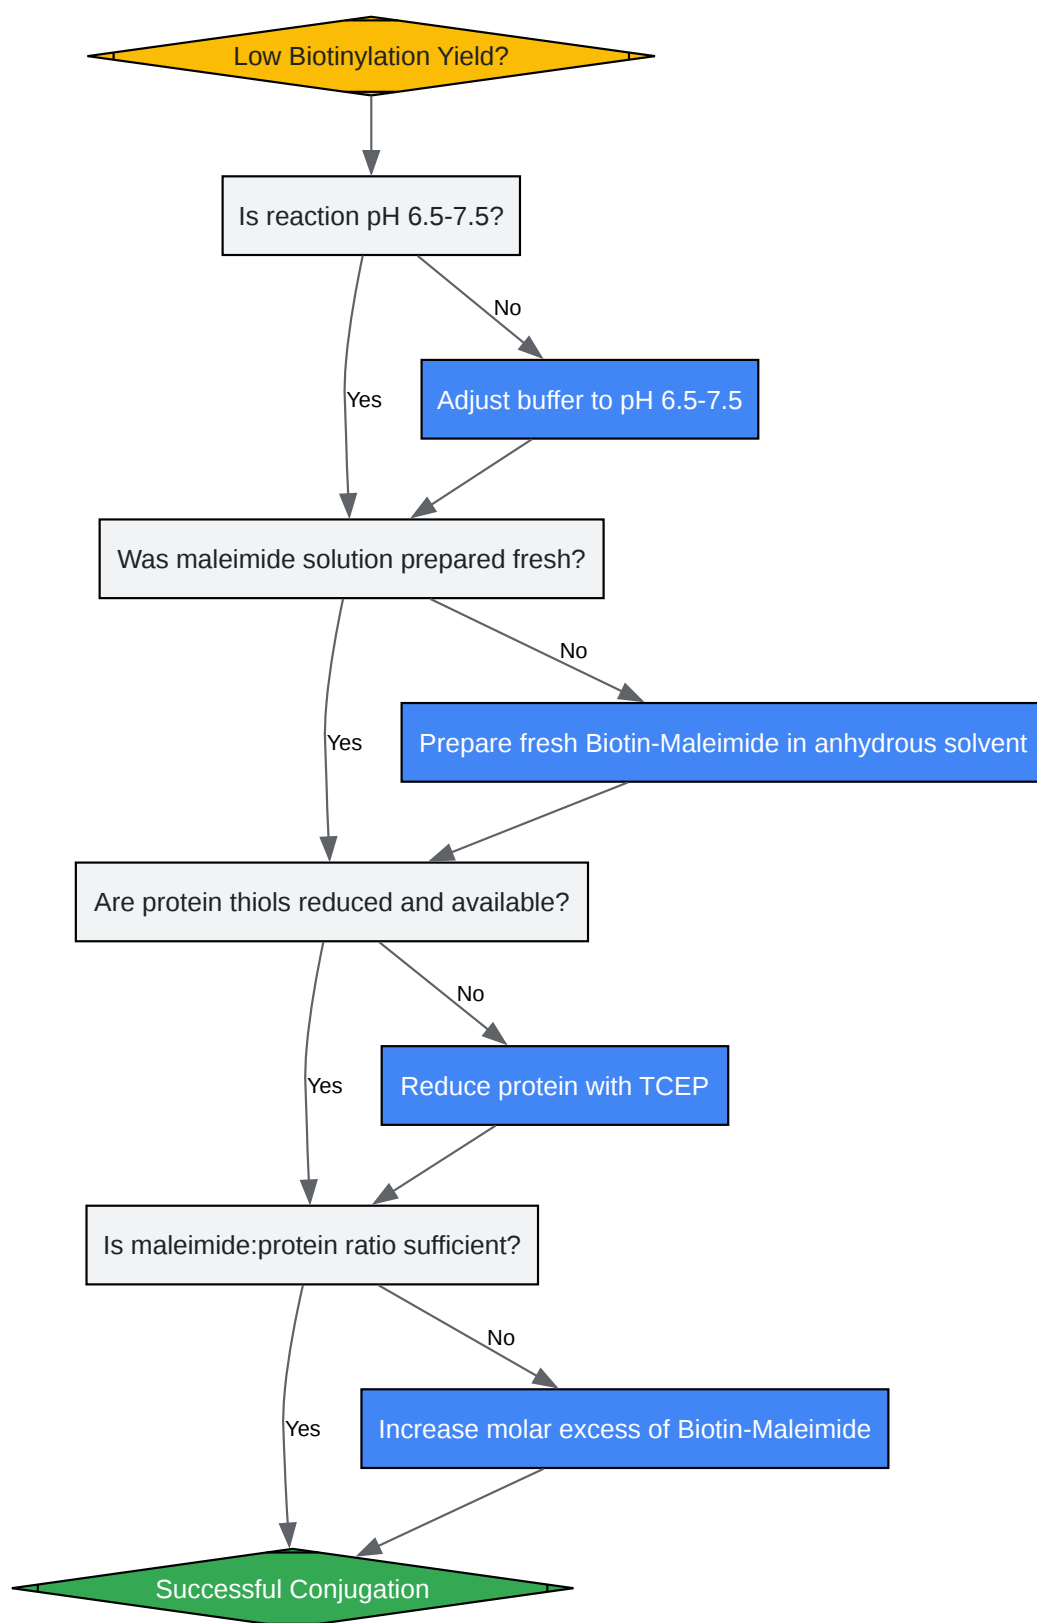 Low Biotinylation Yield?
Is reaction pH 6.5-7.5?
No
Adjust buffer to pH 6.5-7.5
Yes
Was maleimide solution prepared fresh?
No
Prepare fresh Biotin-Maleimide in anhydrous solvent
Yes
Are protein thiols reduced and available?
No
Reduce protein with TCEP
Yes
Is maleimide:protein ratio sufficient?
No
Increase molar excess of Biotin-Maleimide
Yes
Successful Conjugation